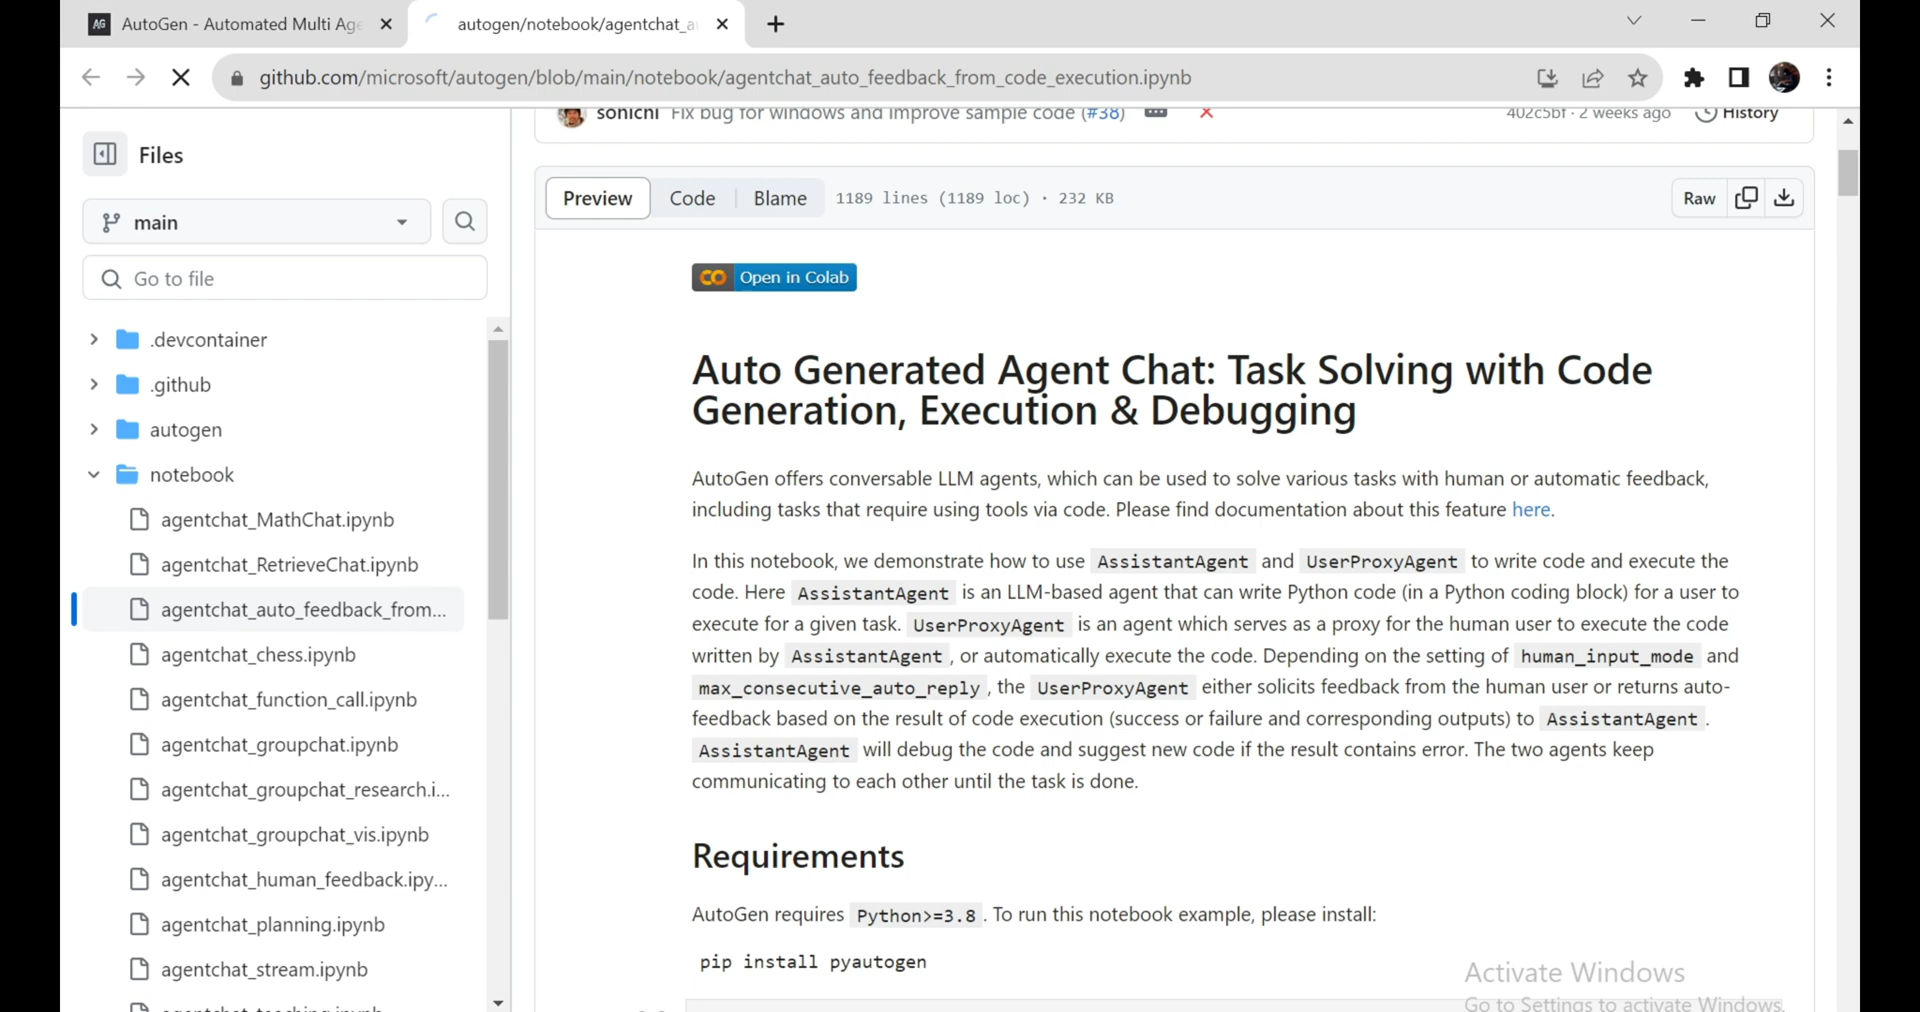 AG AutoGen - Automated Multi Age
autogen/notebook/agentchat_a
github.com/microsoft/autogen/blob/main/notebook/agentchat_auto_feedback_from_code_execution.ipynb
sonichi Fix bug for windows and improve sample code (#38)
402c5bf · 2 weeks ago
History
Files
main
Go to file
.devcontainer
.github
autogen
notebook
agentchat_MathChat.ipynb
agentchat_RetrieveChat.ipynb
agentchat_auto_feedback_from...
agentchat_chess.ipynb
agentchat_function_call.ipynb
agentchat_groupchat.ipynb
agentchat_groupchat_research.i...
agentchat_groupchat_vis.ipynb
agentchat_human_feedback.ipy...
agentchat_planning.ipynb
agentchat_stream.ipynb
Preview Code Blame 1189 lines (1189 loc) · 232 KB
Raw
Open in Colab
Auto Generated Agent Chat: Task Solving with Code
Generation, Execution & Debugging
AutoGen offers conversable LLM agents, which can be used to solve various tasks with human or automatic feedback,
including tasks that require using tools via code. Please find documentation about this feature here.
In this notebook, we demonstrate how to use AssistantAgent and UserProxyAgent to write code and execute the
code. Here AssistantAgent is an LLM-based agent that can write Python code (in a Python coding block) for a user to
execute for a given task. UserProxyAgent is an agent which serves as a proxy for the human user to execute the code
written by AssistantAgent , or automatically execute the code. Depending on the setting of human_input_mode and
max_consecutive_auto_reply , the UserProxyAgent either solicits feedback from the human user or returns auto-
feedback based on the result of code execution (success or failure and corresponding outputs) to AssistantAgent .
AssistantAgent will debug the code and suggest new code if the result contains error. The two agents keep
communicating to each other until the task is done.
Requirements
AutoGen requires Python>=3.8 . To run this notebook example, please install:
pip install pyautogen
Activate Windows
Go to Settings to activate Windows.